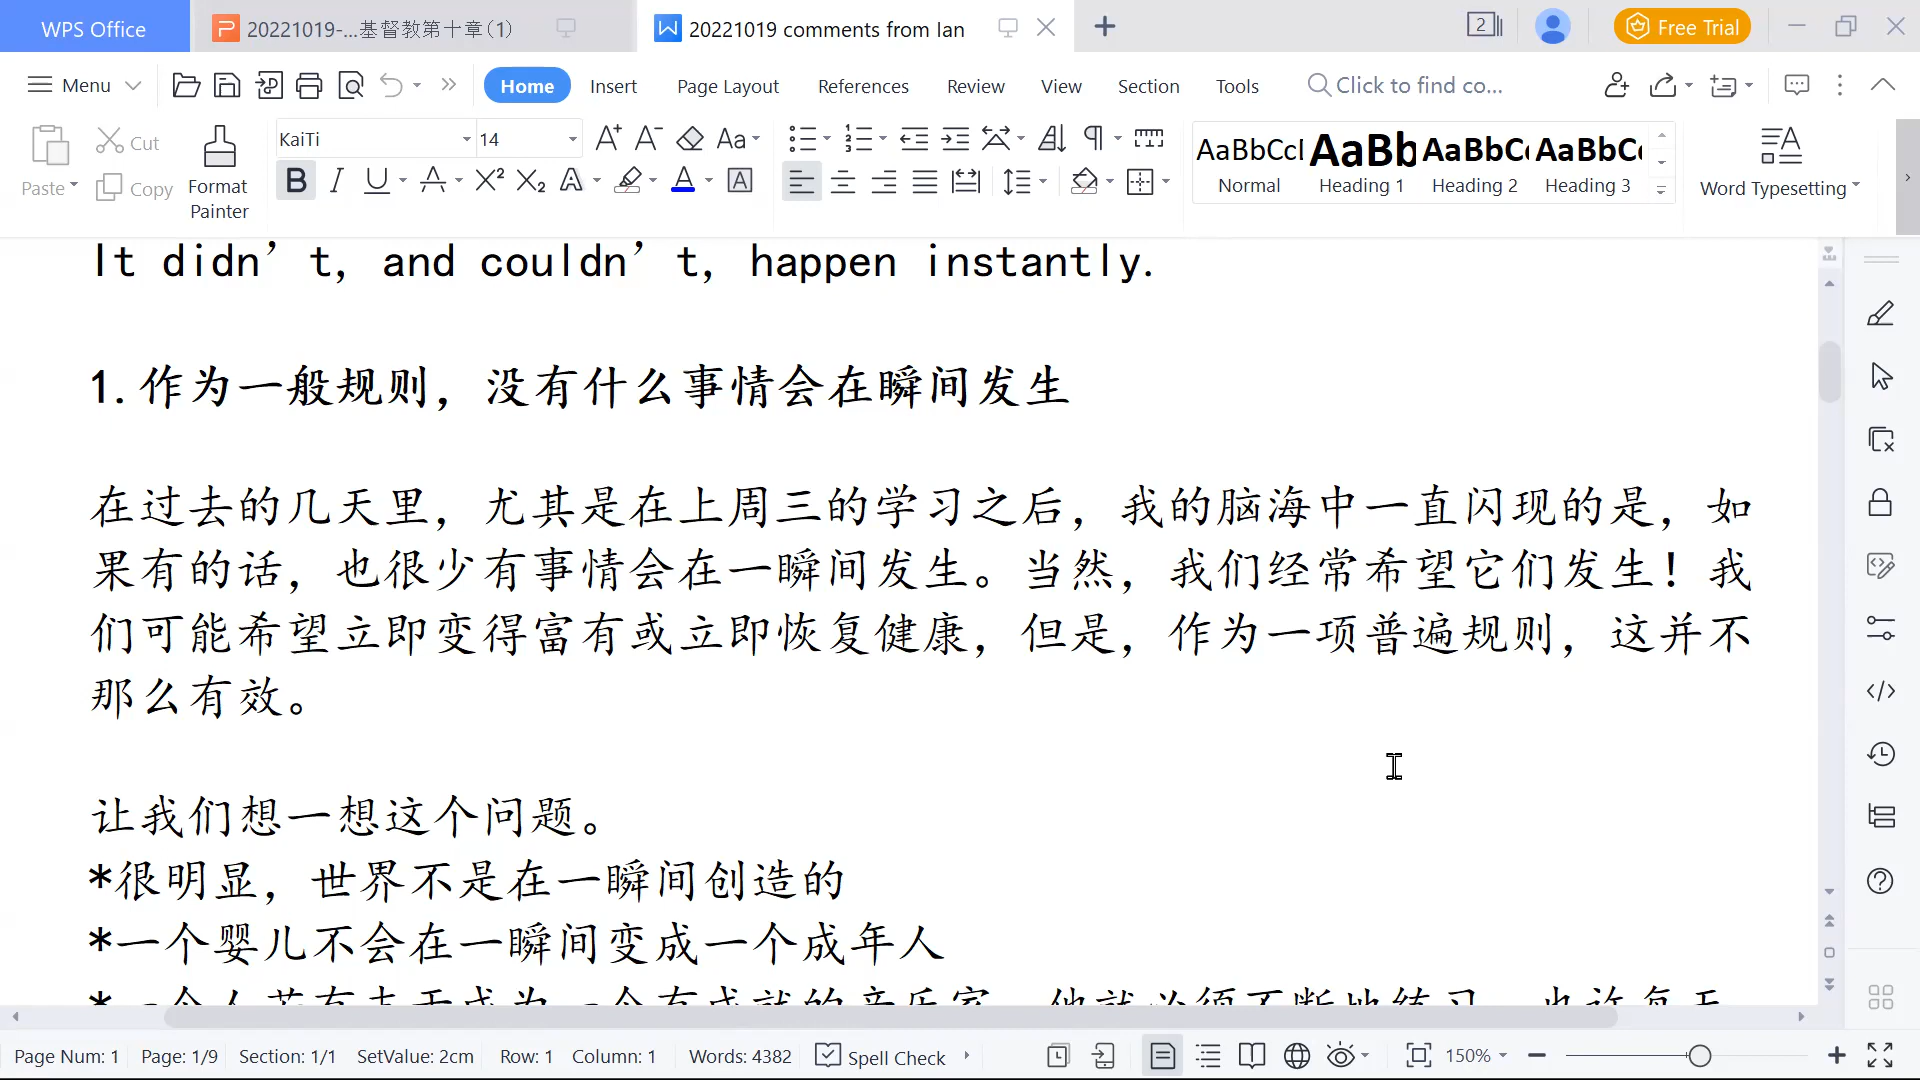 WPS Office
20221019-...基督教第十章(1)
20221019 comments from Ian
2
Free Trial
Menu
Home
Insert
Page Layout
References
Review
View
Section
Tools
Click to find co...
Paste
Cut
Copy
Format
Painter
KaiTi
14
AaBbCcI
AaBb
AaBbC
AaBbC
Normal
Heading 1
Heading 2
Heading 3
Word Typesetting
It didn't, and couldn't, happen instantly.
1.作为一般规则，没有什么事情会在瞬间发生
在过去的几天里，尤其是在上周三的学习之后，我的脑海中一直闪现的是，如
果有的话，也很少有事情会在一瞬间发生。当然，我们经常希望它们发生！我
们可能希望立即变得富有或立即恢复健康，但是，作为一项普遍规则，这并不
那么有效。
让我们想一想这个问题。
*很明显，世界不是在一瞬间创造的
*一个婴儿不会在一瞬间变成一个成年人
Page Num: 1
Page: 1/9
Section: 1/1
SetValue: 2cm
Row: 1
Column: 1
Words: 4382
Spell Check
150%